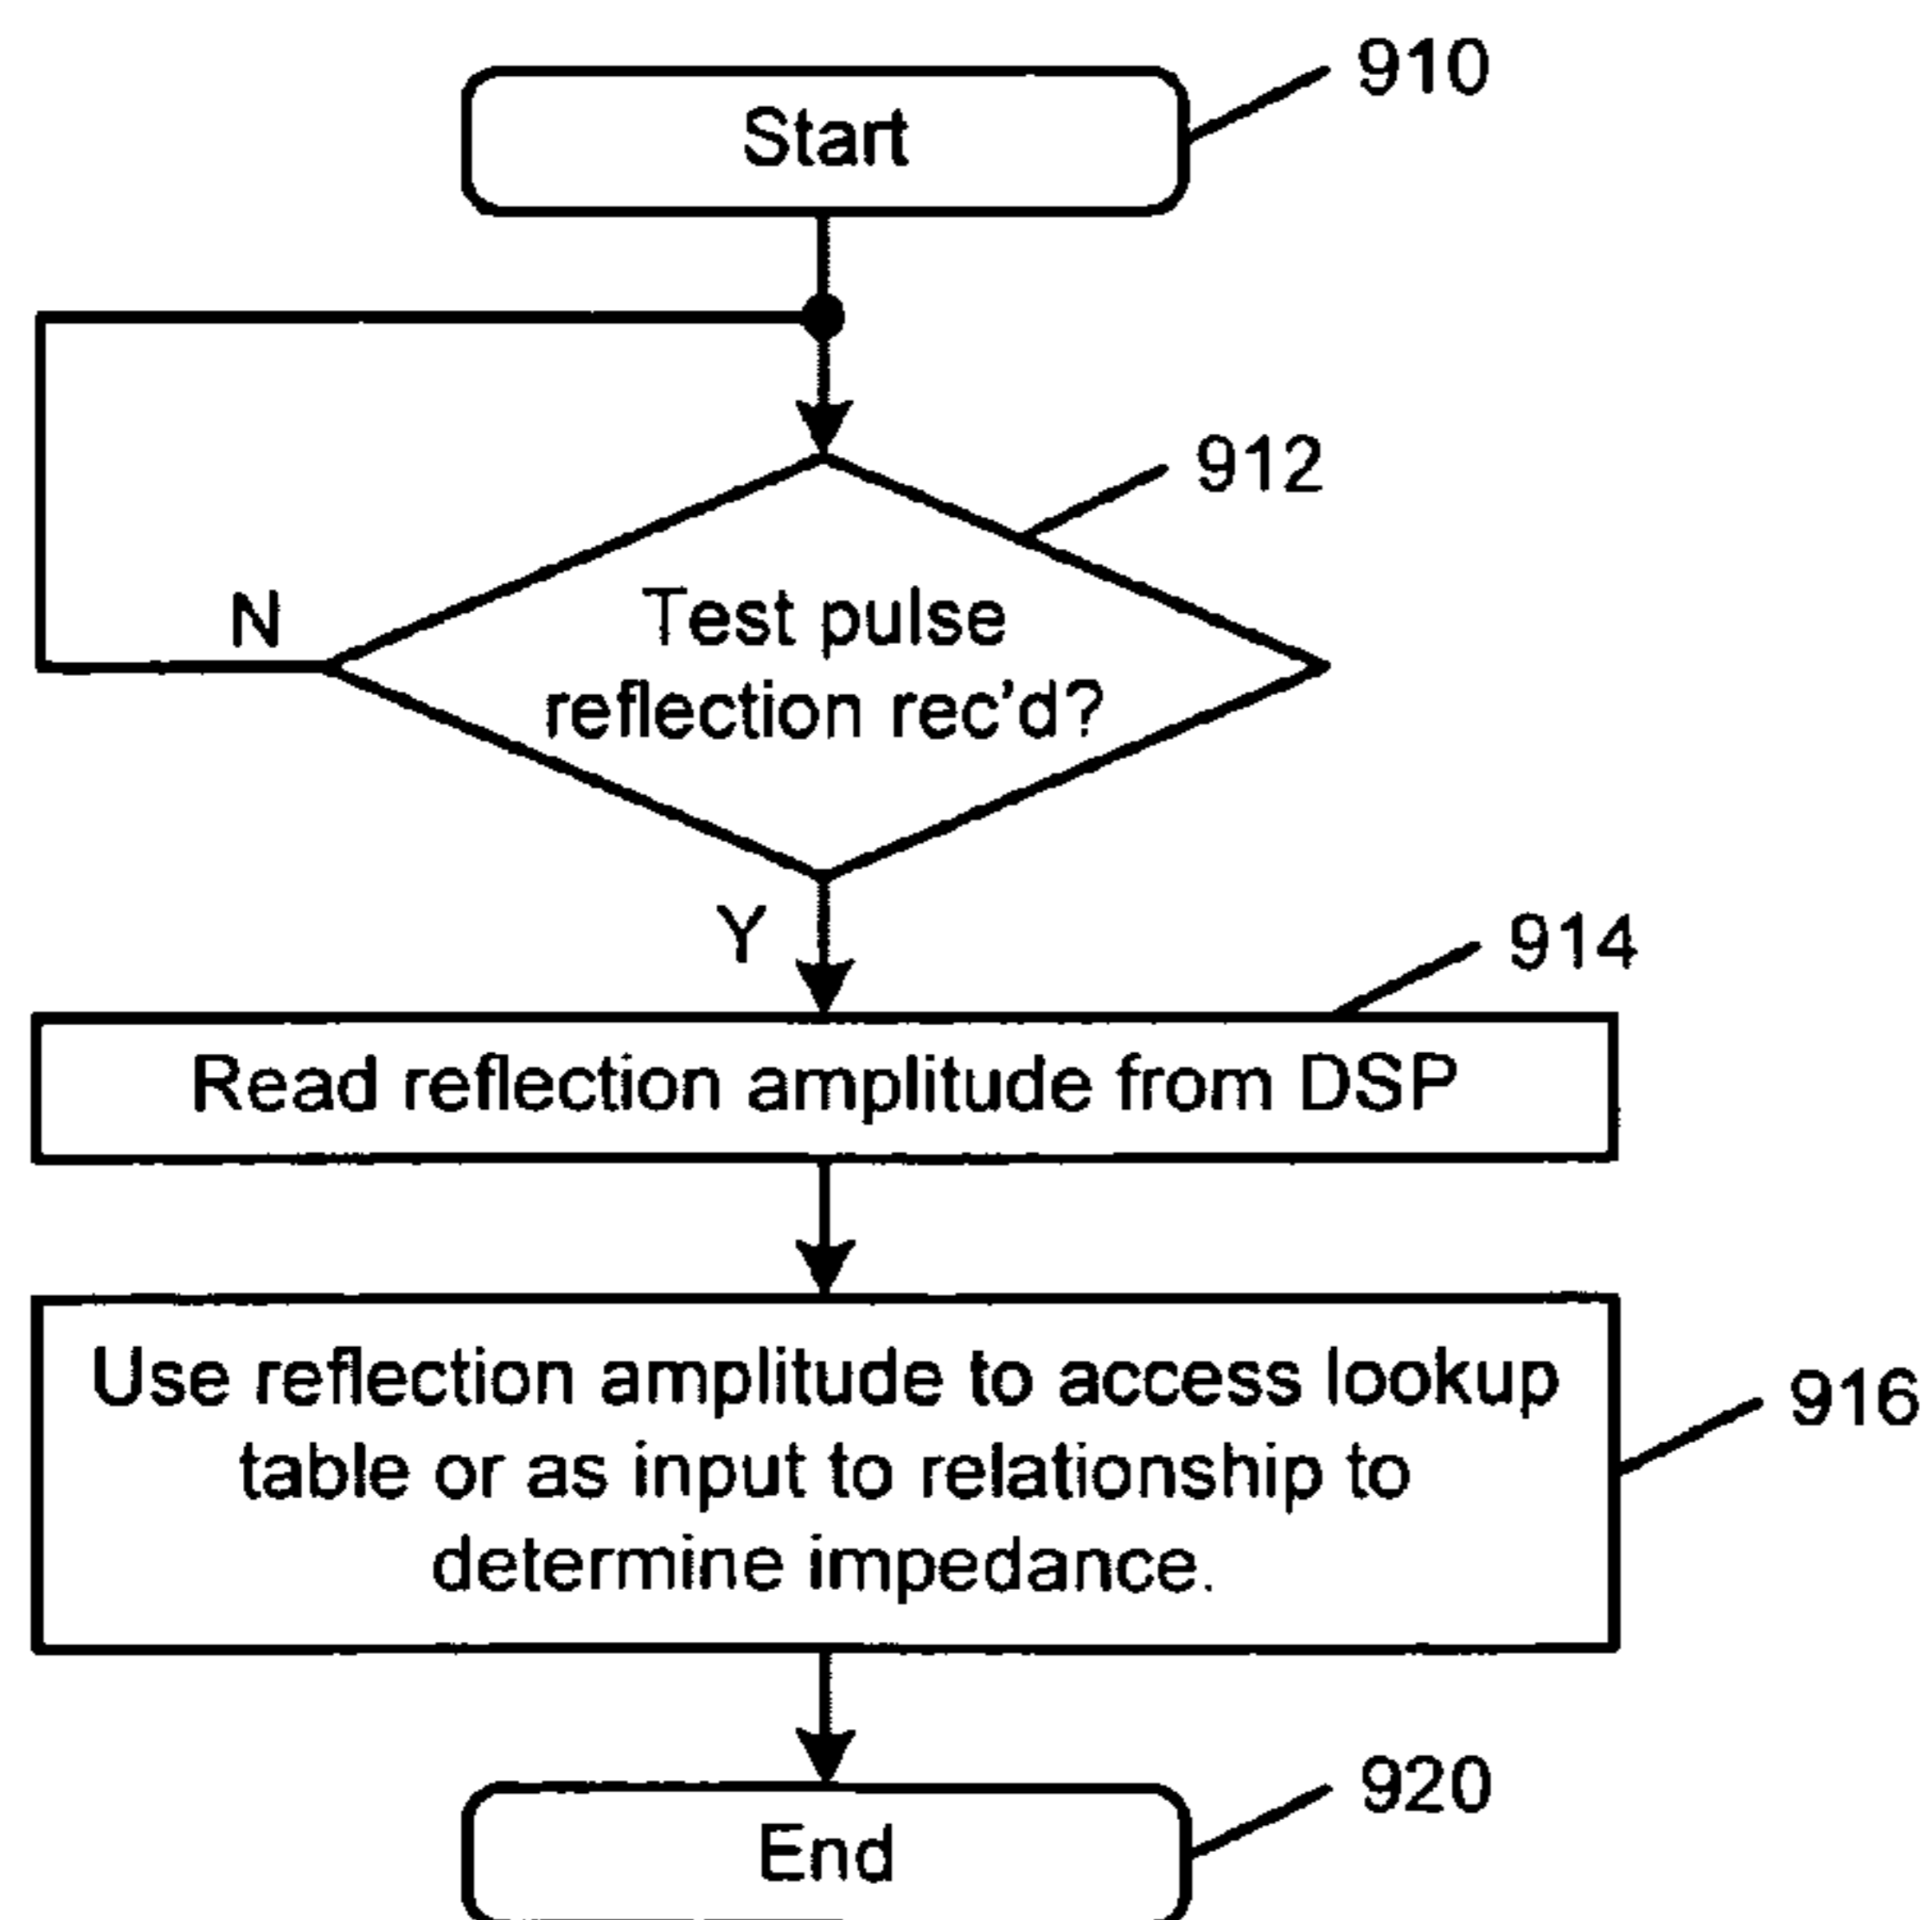 910
Start
912
Test pulse
reflection rec'd?
N
Y
914
Read reflection amplitude from DSP
Use reflection amplitude to access lookup
table or as input to relationship to
determine impedance.
916
920
End